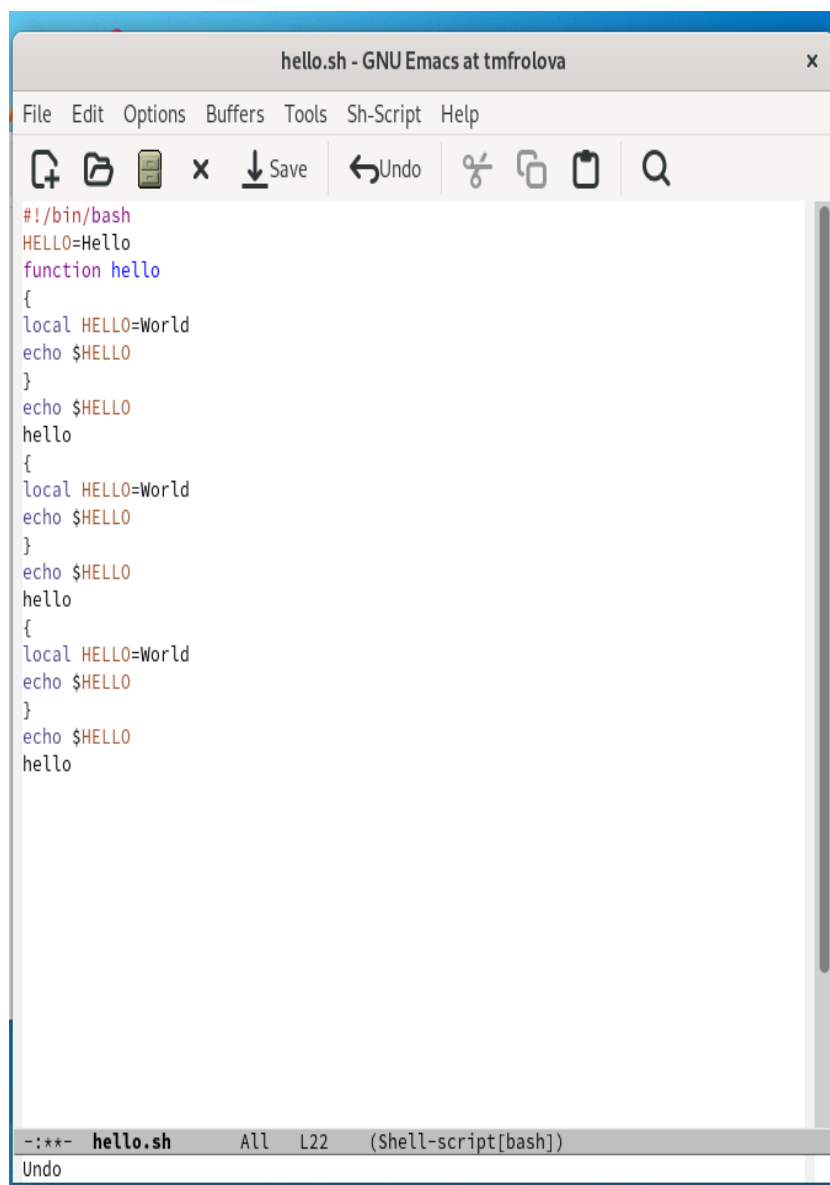 hello.sh - GNU Emacs at tmfrolova x
File Edit Options Buffers Tools Sh-Script Help
Save Undo
#!/bin/bash
HELLO=Hello
function hello
{
local HELLO=World
echo $HELLO
}
echo $HELLO
hello
{
local HELLO=World
echo $HELLO
}
echo $HELLO
hello
{
local HELLO=World
echo $HELLO
}
echo $HELLO
hello
-:**- hello.sh All L22 (Shell-script[bash])
Undo